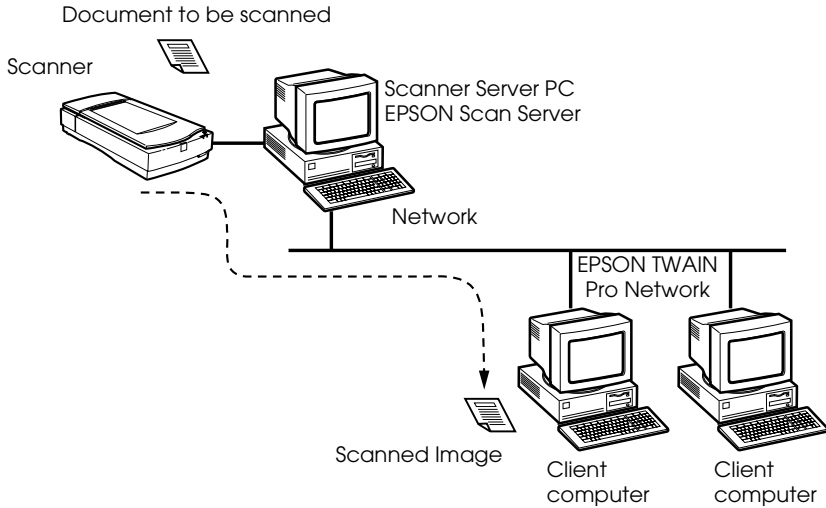 Document to be scanned
Scanner
Scanner Server PC
EPSON Scan Server
Network
EPSON TWAIN
Pro Network
Scanned Image
Client
computer
Client
computer